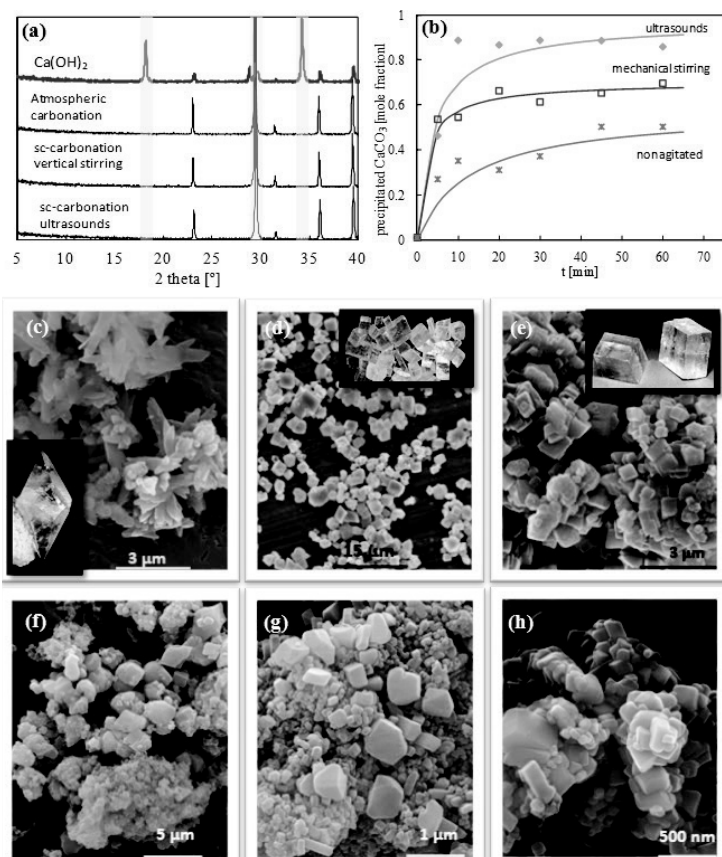 (a)
Ca(OH)2
Atmospheric
carbonation
sc-carbonation
vertical stirring
sc-carbonation
ultrasounds
5 10 15 20 25 30 35 40
2 theta [°]
(b)
precipitated CaCO3 [mole fractionl
1
0.8
0.6
0.4
0.2
0
ultrasounds
mechanical stirring
nonagitated
0 10 20 30 40 50 60 70
t [min]
(c)
3 µm
(d)
15 µm
(e)
3 µm
(f)
5 µm
(g)
1 µm
(h)
500 nm